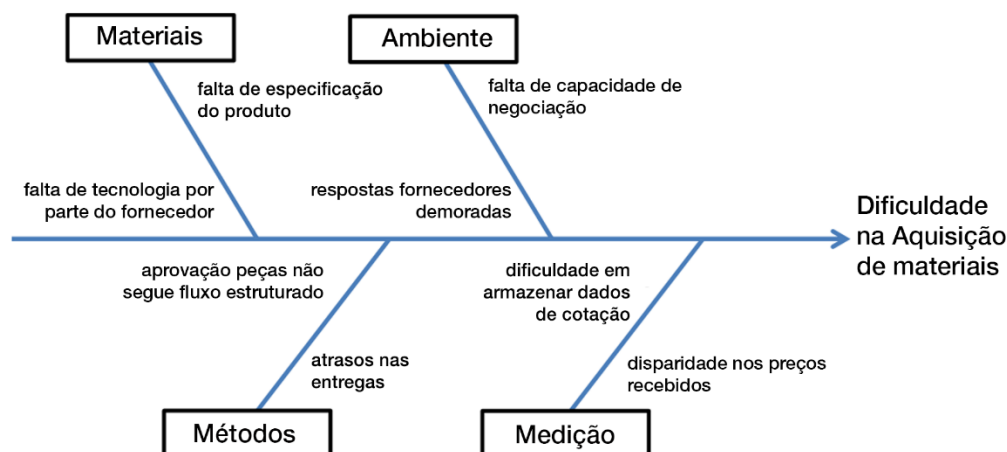 Materiais
falta de especificação
do produto
falta de tecnologia por
parte do fornecedor
Ambiente
falta de capacidade de
negociação
respostas fornecedores
demoradas
Dificuldade
na Aquisição
de materiais
aprovação peças não
segue fluxo estruturado
atrasos nas
entregas
Métodos
dificuldade em
armazenar dados
de cotação
disparidade nos preços
recebidos
Medição